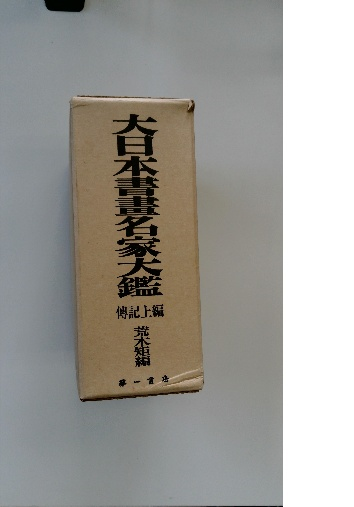 大日本書畫名家大鑑
傳記上編
荒木矩編
第一書房